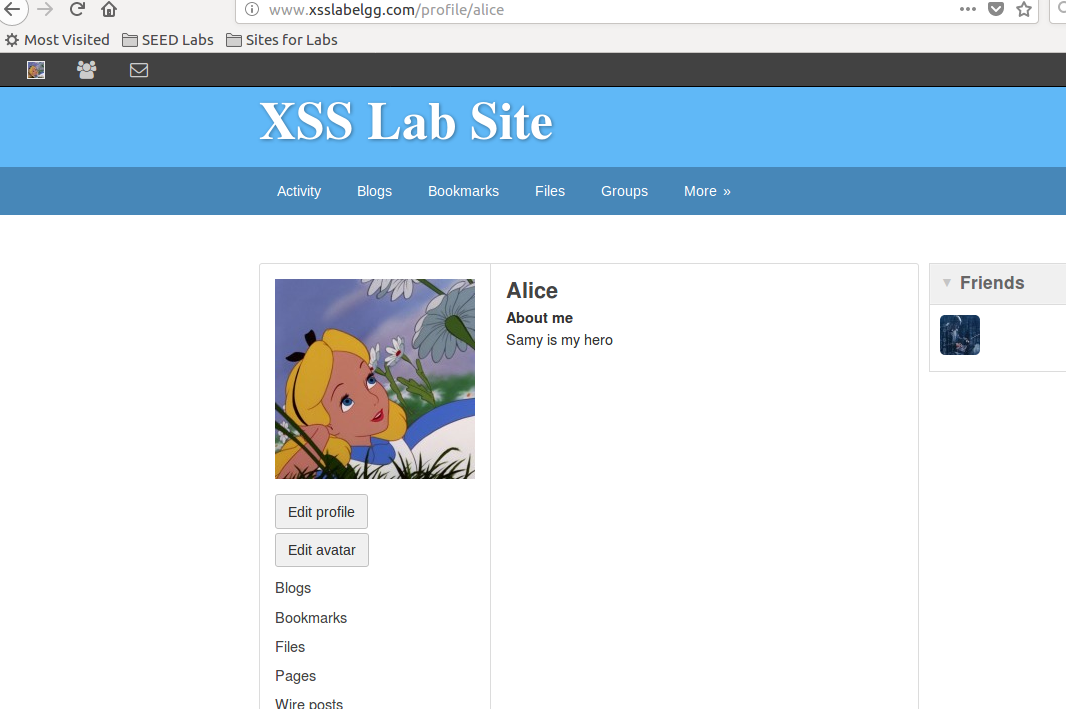 www.xsslabelgg.com/profile/alice
Most Visited SEED Labs Sites for Labs
XSS Lab Site
Activity Blogs Bookmarks Files Groups More »
Alice
About me
Samy is my hero
Edit profile
Edit avatar
Blogs
Bookmarks
Files
Pages
Wire posts
Friends